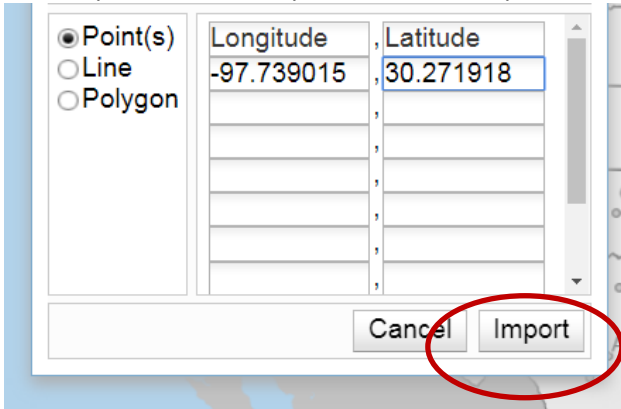 Point(s)
Line
Polygon
Longitude , Latitude
-97.739015 , 30.271918
,
,
,
,
,
,
Cancel Import